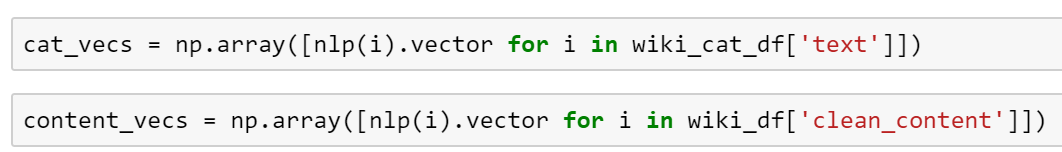 cat_vecs = np.array([nlp(i).vector for i in wiki_cat_df['text']])
content_vecs = np.array([nlp(i).vector for i in wiki_df['clean_content']])